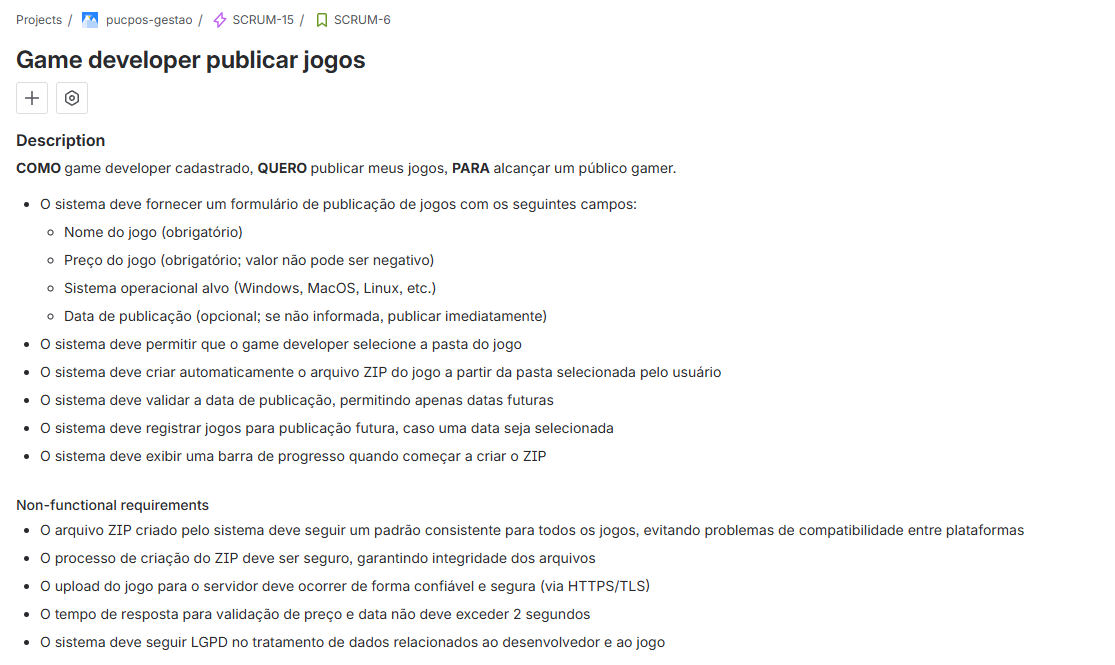 Projects / pucpos-gestao / SCRUM-15 / SCRUM-6
Game developer publicar jogos
Description
COMO game developer cadastrado, QUERO publicar meus jogos, PARA alcançar um público gamer.
O sistema deve fornecer um formulário de publicação de jogos com os seguintes campos:
Nome do jogo (obrigatório)
Preço do jogo (obrigatório; valor não pode ser negativo)
Sistema operacional alvo (Windows, MacOS, Linux, etc.)
Data de publicação (opcional; se não informada, publicar imediatamente)
O sistema deve permitir que o game developer selecione a pasta do jogo
O sistema deve criar automaticamente o arquivo ZIP do jogo a partir da pasta selecionada pelo usuário
O sistema deve validar a data de publicação, permitindo apenas datas futuras
O sistema deve registrar jogos para publicação futura, caso uma data seja selecionada
O sistema deve exibir uma barra de progresso quando começar a criar o ZIP
Non-functional requirements
O arquivo ZIP criado pelo sistema deve seguir um padrão consistente para todos os jogos, evitando problemas de compatibilidade entre plataformas
O processo de criação do ZIP deve ser seguro, garantindo integridade dos arquivos
O upload do jogo para o servidor deve ocorrer de forma confiável e segura (via HTTPS/TLS)
O tempo de resposta para validação de preço e data não deve exceder 2 segundos
O sistema deve seguir LGPD no tratamento de dados relacionados ao desenvolvedor e ao jogo